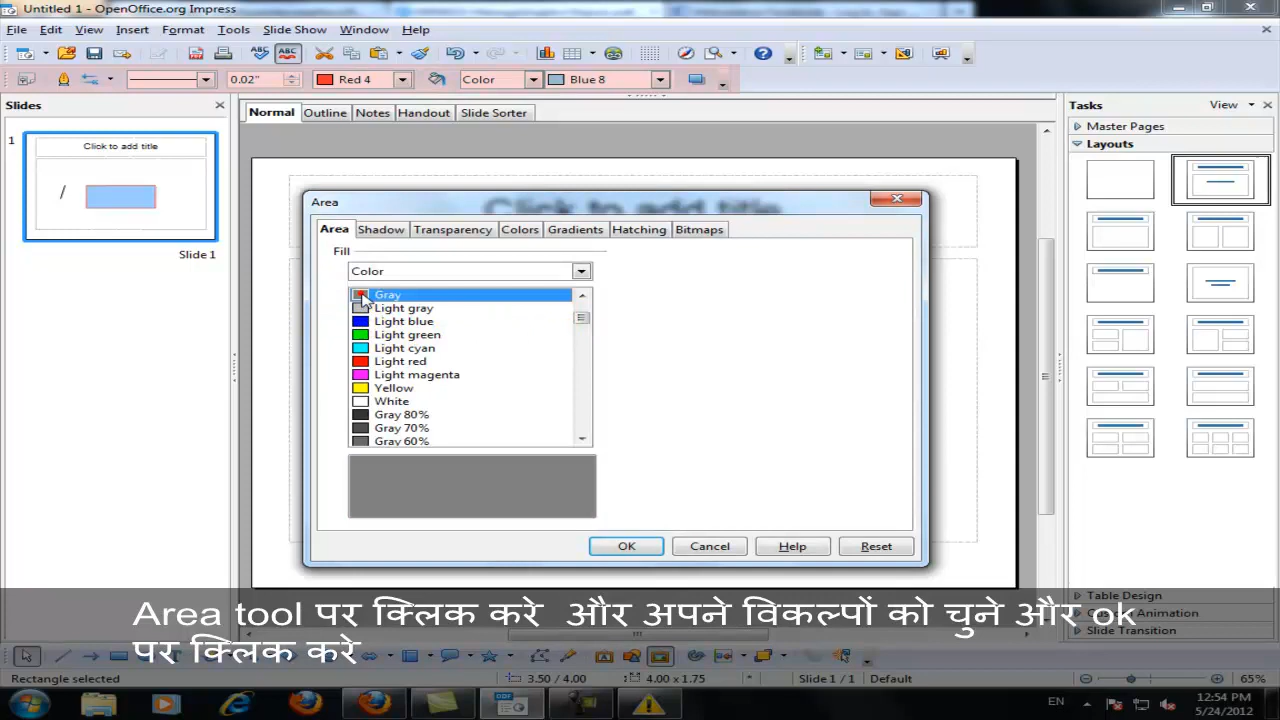 Untitled 1 - OpenOffice.org Impress
File Edit View Insert Format Tools Slide Show Window Help
0.02" Red 4 Color Blue 8
Slides
Normal Outline Notes Handout Slide Sorter
Tasks View
Master Pages
Layouts
1
Click to add title
Slide 1
Click to add title
Area
Area Shadow Transparency Colors Gradients Hatching Bitmaps
Fill
Color
Gray
Light gray
Light blue
Light green
Light cyan
Light red
Light magenta
Yellow
White
Gray 80%
Gray 70%
Gray 60%
OK Cancel Help Reset
Table Design
Animation
Slide Transition
Area tool पर क्लिक करे और अपने विकल्पों को चुने और ok
पर क्लिक करे
Rectangle selected 3.50 / 4.00 4.00 x 1.75 * Slide 1 / 1 Default 65%
EN 12:54 PM
5/24/2012